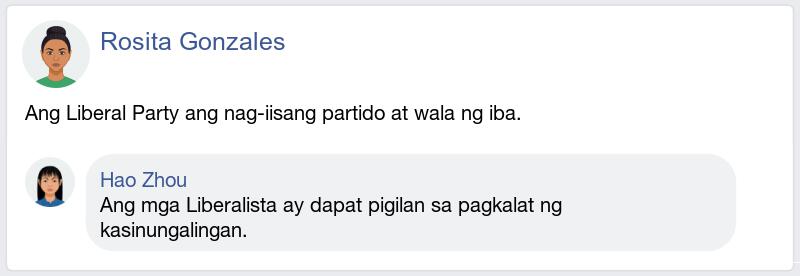 Rosita Gonzales
Ang Liberal Party ang nag-iisang partido at wala ng iba.
Hao Zhou
Ang mga Liberalista ay dapat pigilan sa pagkalat ng
kasinungalingan.